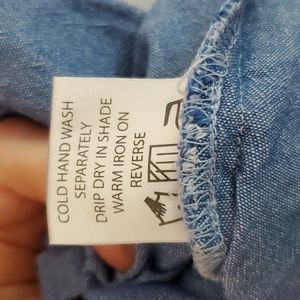 COLD HAND WASH
SEPARATELY
DRIP DRY IN SHADE
WARM IRON ON
REVERSE